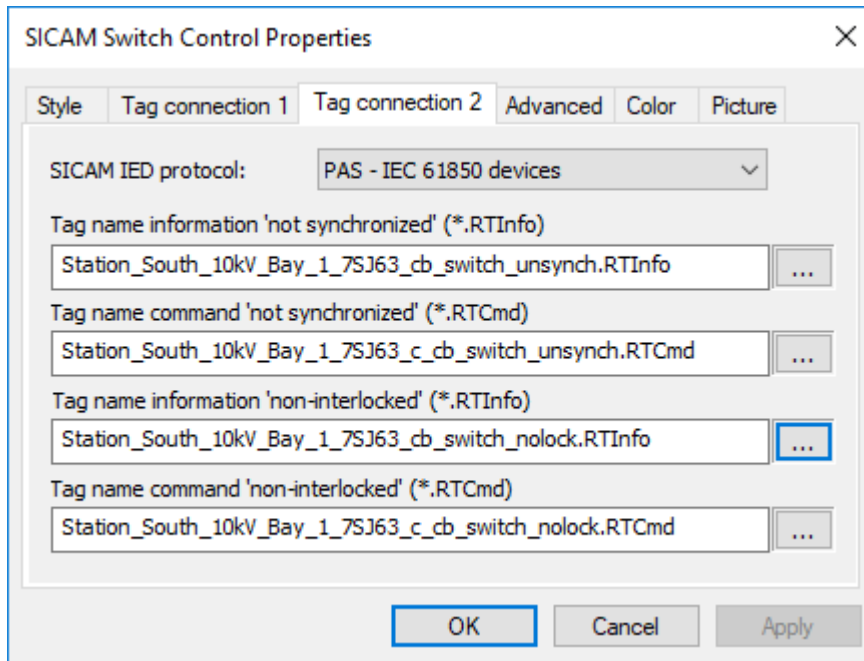 SICAM Switch Control Properties
Style Tag connection 1 Tag connection 2 Advanced Color Picture
SICAM IED protocol: PAS - IEC 61850 devices
Tag name information 'not synchronized' (*.RTInfo)
Station_South_10kV_Bay_1_7SJ63_cb_switch_unsynch.RTInfo
...
Tag name command 'not synchronized' (*.RTCmd)
Station_South_10kV_Bay_1_7SJ63_c_cb_switch_unsynch.RTCmd
...
Tag name information 'non-interlocked' (*.RTInfo)
Station_South_10kV_Bay_1_7SJ63_cb_switch_nolock.RTInfo
...
Tag name command 'non-interlocked' (*.RTCmd)
Station_South_10kV_Bay_1_7SJ63_c_cb_switch_nolock.RTCmd
...
OK Cancel Apply